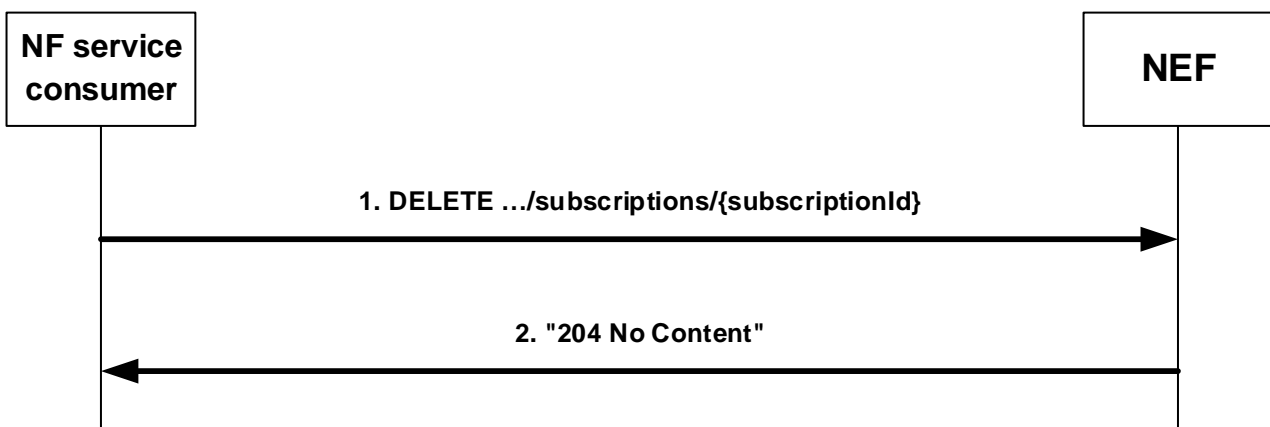 NF service
consumer
NEF
1. DELETE …/subscriptions/{subscriptionId}
2. "204 No Content"